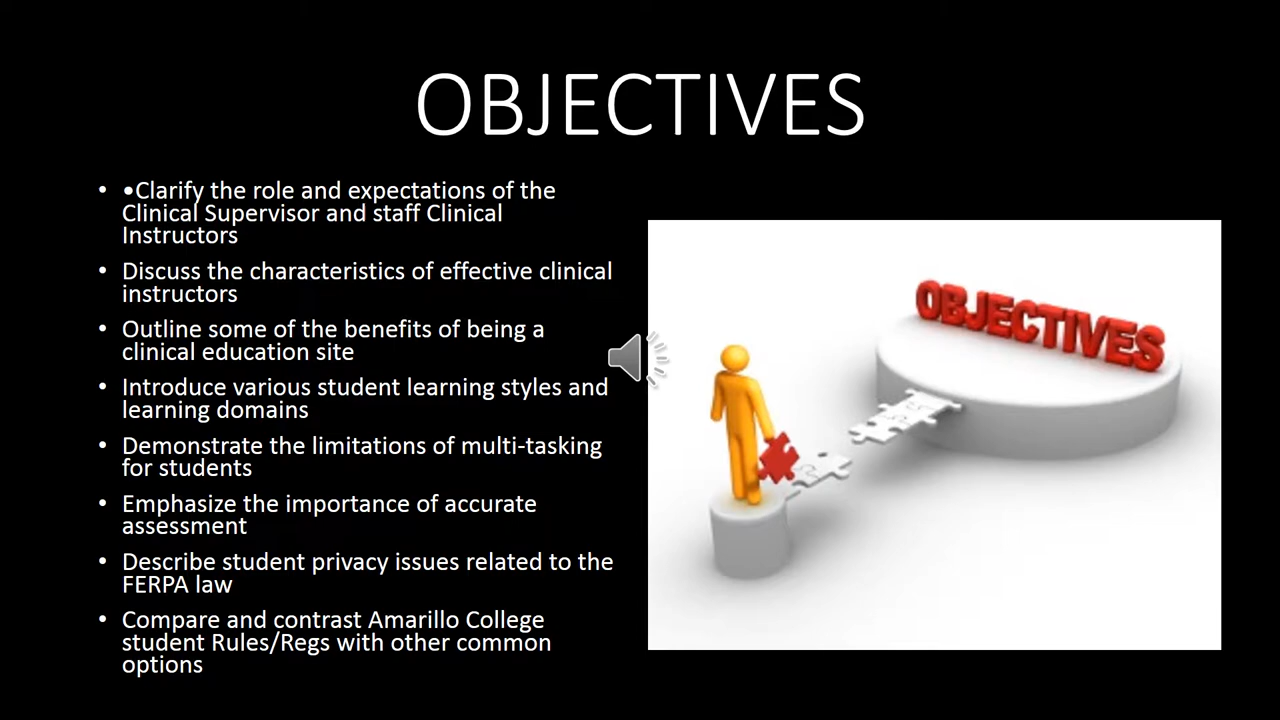 OBJECTIVES
• •Clarify the role and expectations of the
Clinical Supervisor and staff Clinical
Instructors
• Discuss the characteristics of effective clinical
instructors
• Outline some of the benefits of being a
clinical education site
• Introduce various student learning styles and
learning domains
• Demonstrate the limitations of multi-tasking
for students
• Emphasize the importance of accurate
assessment
• Describe student privacy issues related to the
FERPA law
• Compare and contrast Amarillo College
student Rules/Regs with other common
options
OBJECTIVES